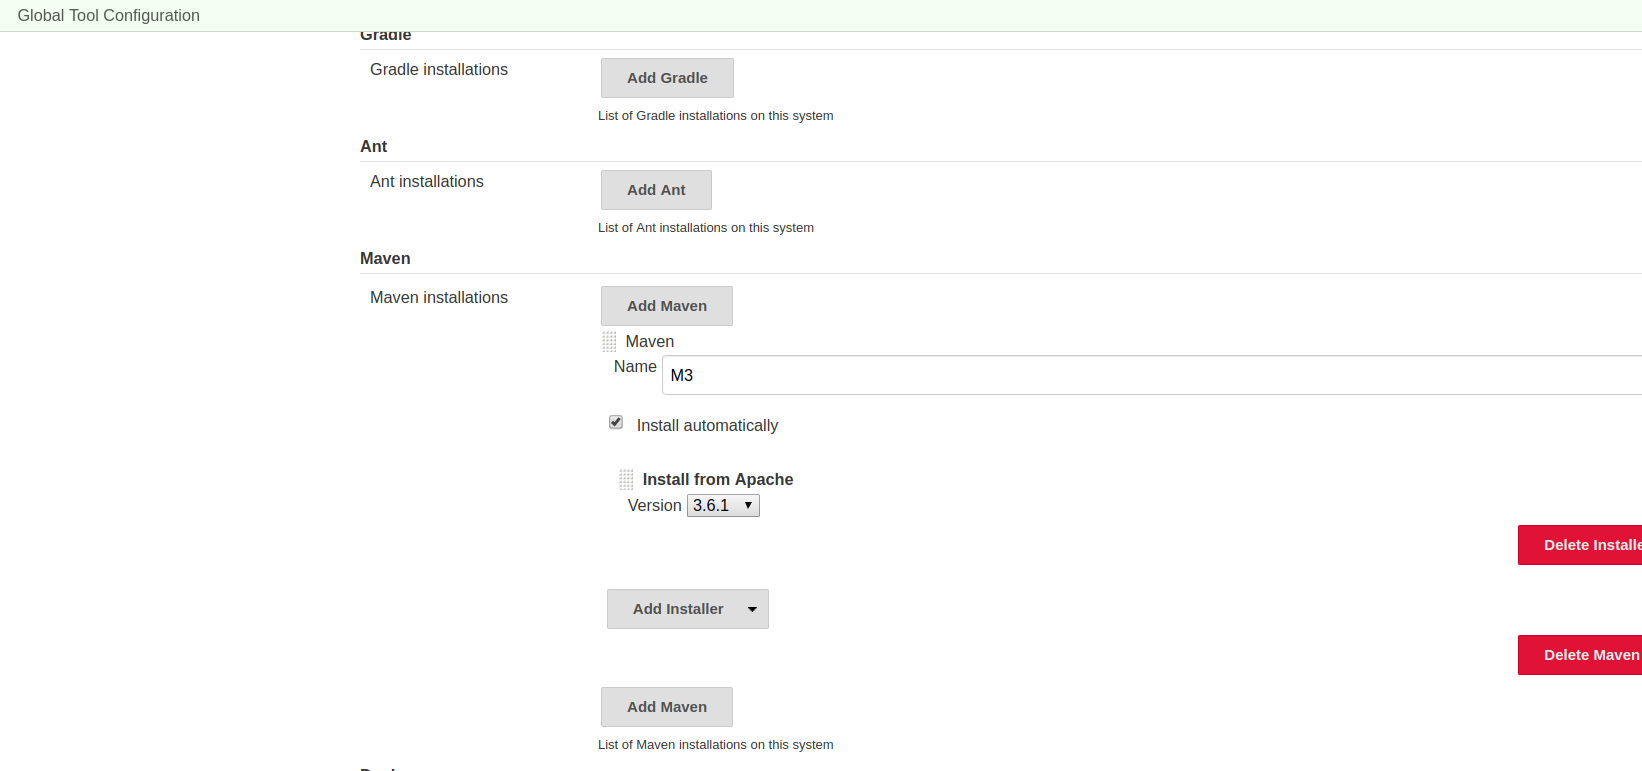 Global Tool Configuration
Gradle
Gradle installations
Add Gradle
List of Gradle installations on this system
Ant
Ant installations
Add Ant
List of Ant installations on this system
Maven
Maven installations
Add Maven
Maven
Name
M3
Install automatically
Install from Apache
Version 3.6.1
Delete Installe
Add Installer
Delete Maven
Add Maven
List of Maven installations on this system